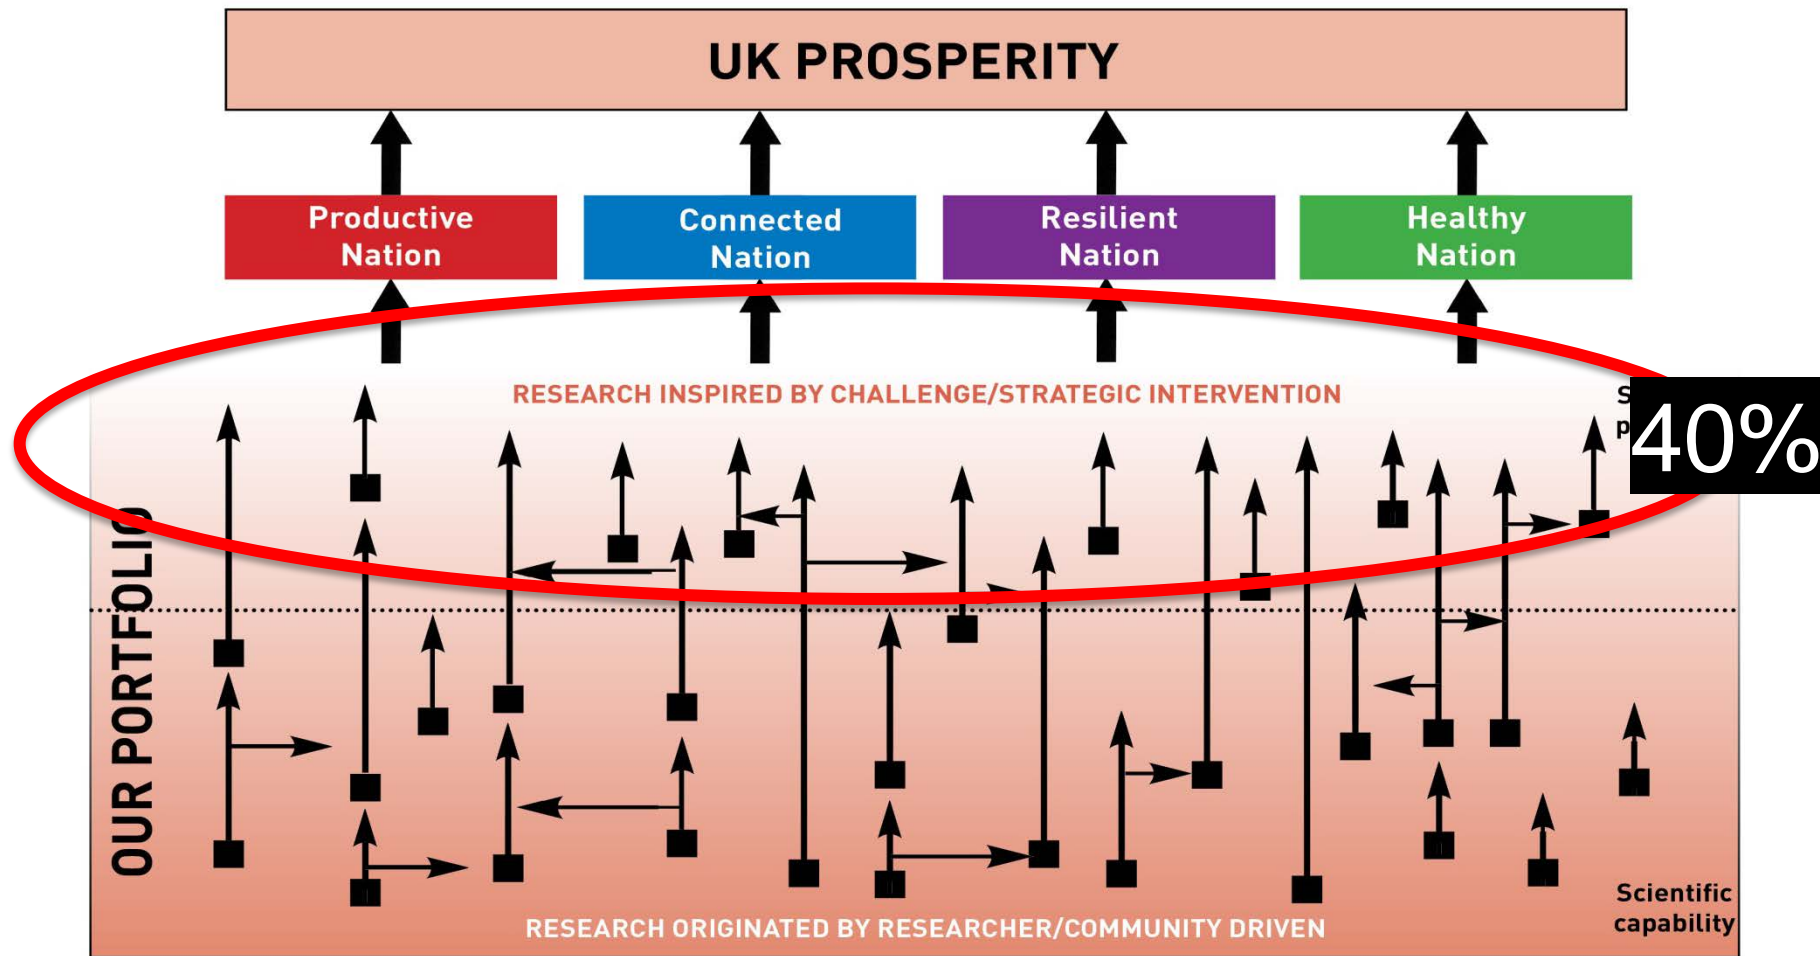 UK PROSPERITY
Productive
Nation
Connected
Nation
Resilient
Nation
Healthy
Nation
RESEARCH INSPIRED BY CHALLENGE/STRATEGIC INTERVENTION
40%
OUR PORTFOLIO
Scientific
capability
RESEARCH ORIGINATED BY RESEARCHER/COMMUNITY DRIVEN